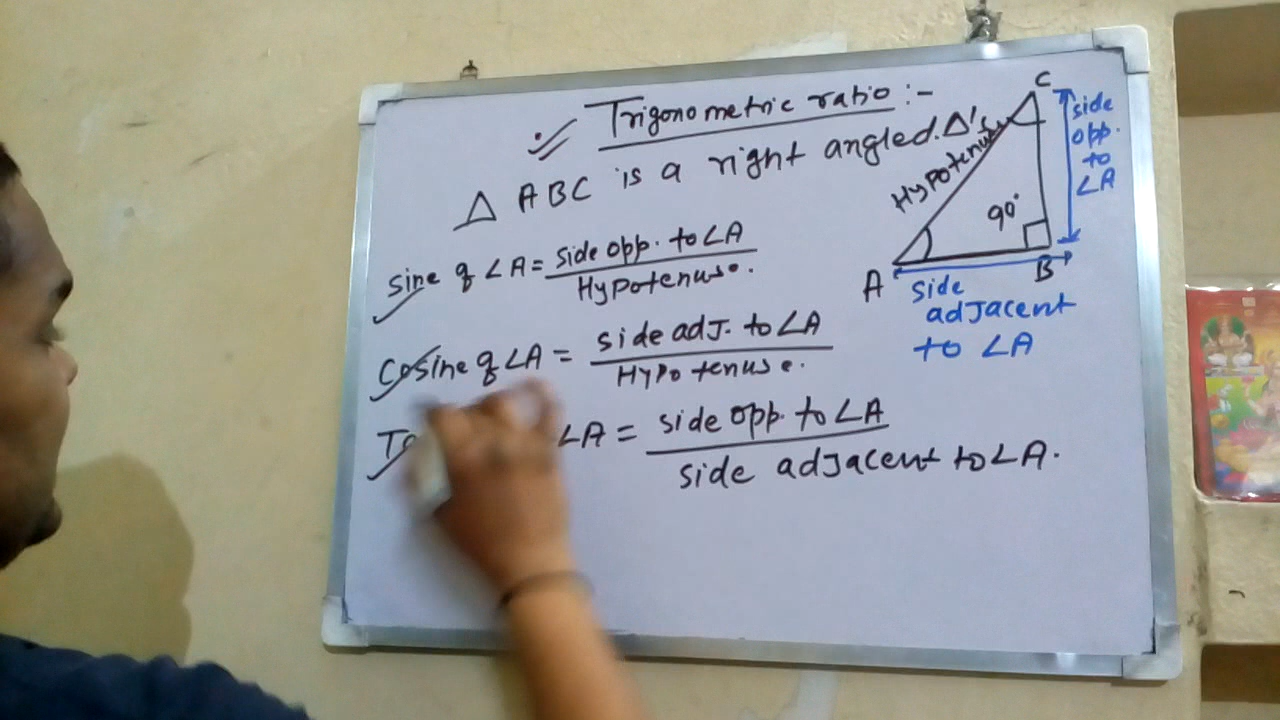 Trigonometric ratio :-
Δ ABC is a right angled Δ's
sine of ∠A = side opp. to ∠A
Hypotenuse.
Cosine of ∠A = side adj. to ∠A
Hypotenuse.
∠A = side opp. to ∠A
side adjacent to ∠A.
C
Hypotenuse
90°
A
B
side
opp.
to
∠A
side
adjacent
to ∠A